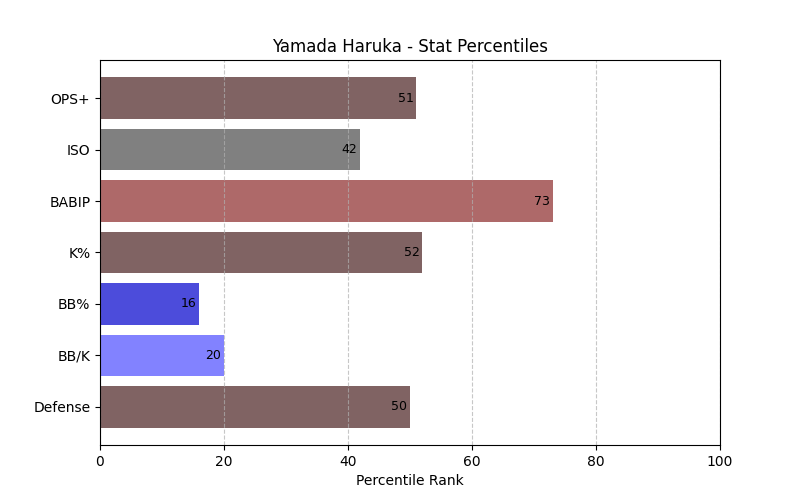 Yamada Haruka - Stat Percentiles
OPS+ 51
ISO 42
BABIP 73
K% 52
BB% 16
BB/K 20
Defense 50
0 20 40 60 80 100
Percentile Rank